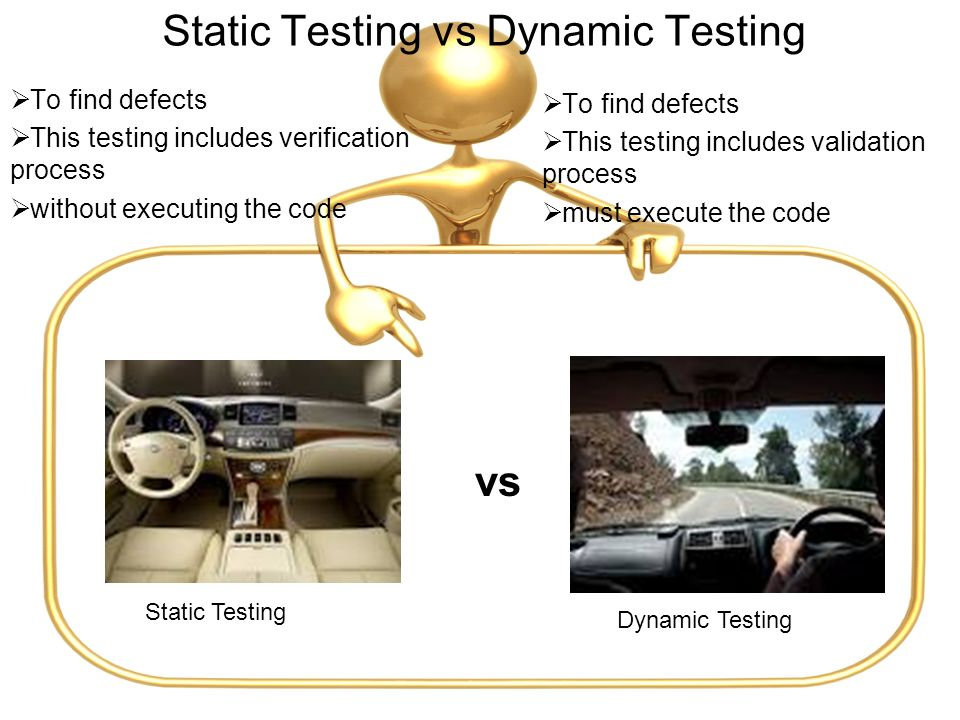 Static Testing vs Dynamic Testing
➢To find defects
➢This testing includes verification
process
➢without executing the code
➢To find defects
➢This testing includes validation
process
➢must execute the code
vs
Static Testing
Dynamic Testing